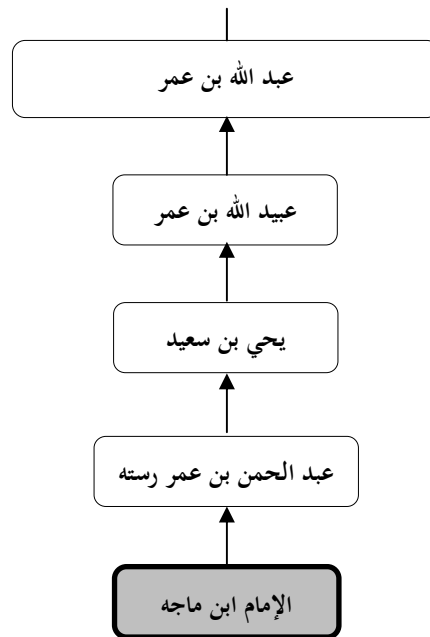 عبد الله بن عمر
عبيد الله بن عمر
يحي بن سعيد
عبد الحمن بن عمر رسته
الإمام ابن ماجه